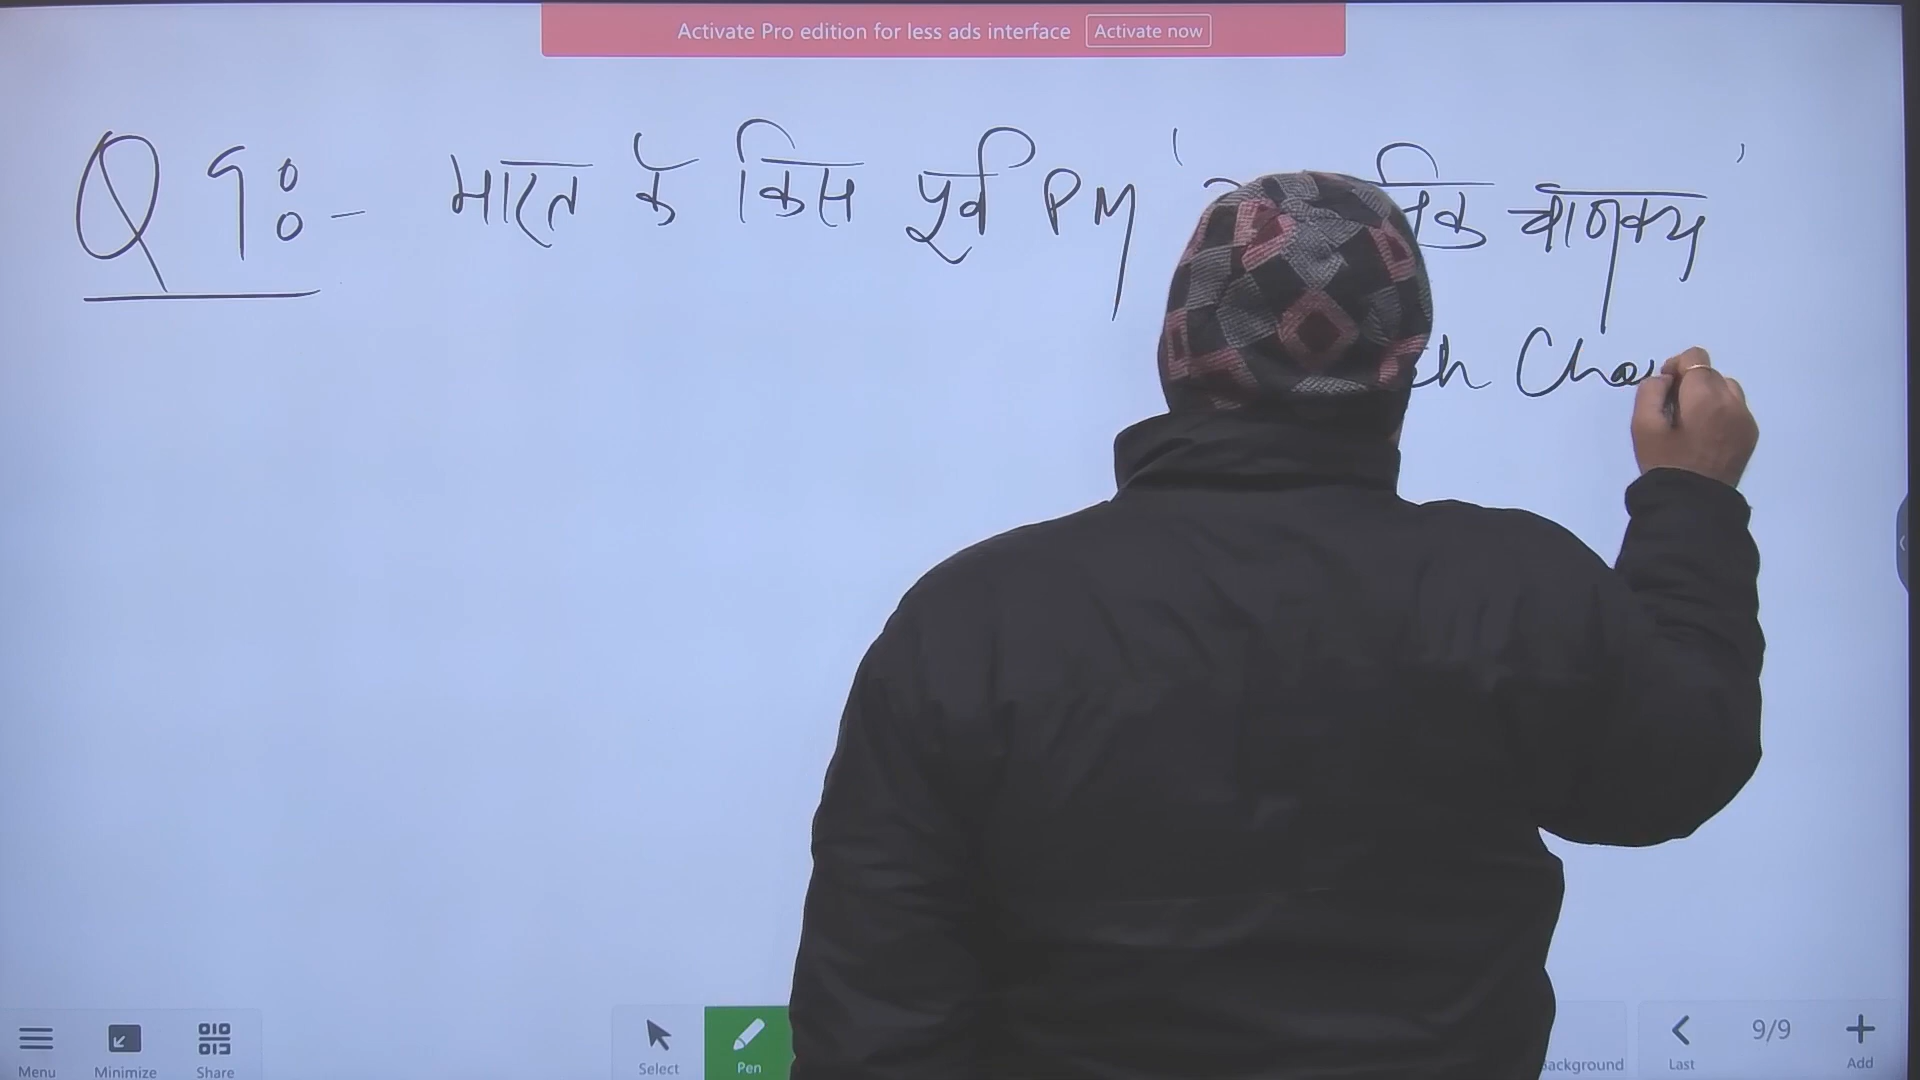 Activate Pro edition for less ads interface Activate now
Q 9:- भारत के किस पूर्व PM ' चाणक्य '
Menu Minimize Share Select Pen Background Last 9/9 Add